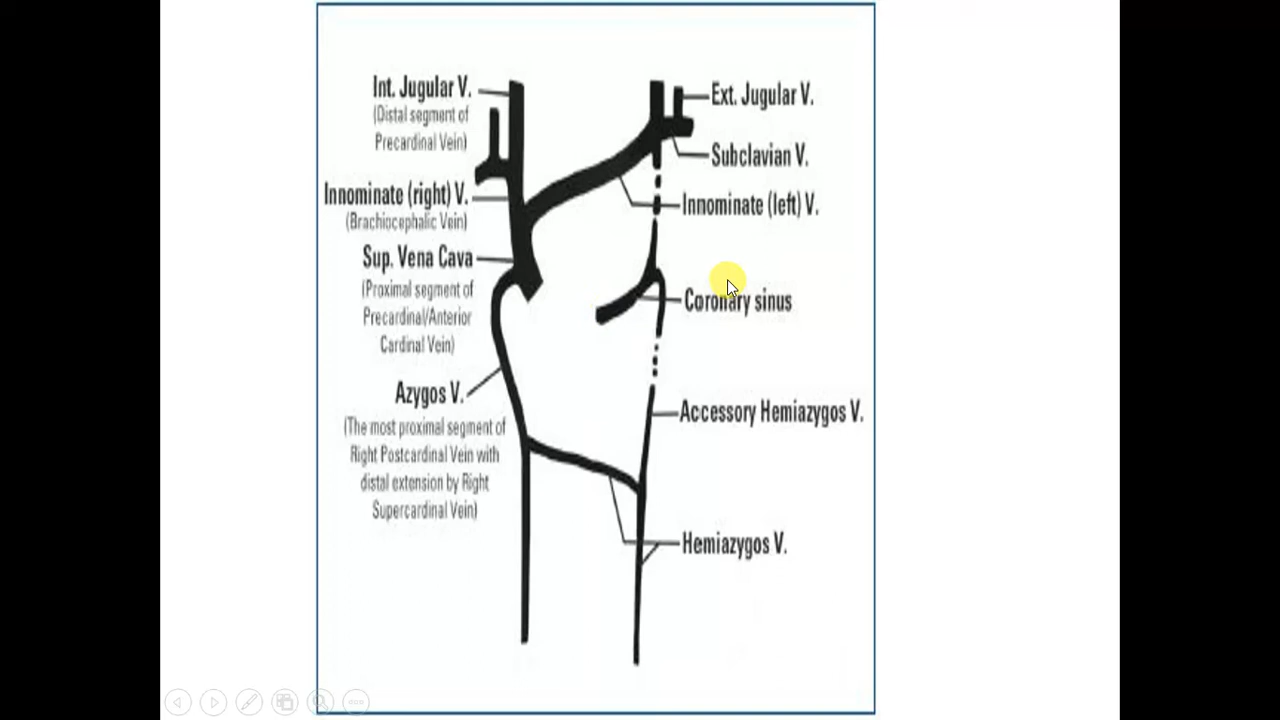 Int. Jugular V.
(Distal segment of
Precardinal Vein)
Innominate (right) V.
(Brachiocephalic Vein)
Sup. Vena Cava
(Proximal segment of
Precardinal/Anterior
Cardinal Vein)
Azygos V.
(The most proximal segment of
Right Postcardinal Vein with
distal extension by Right
Supercardinal Vein)
Ext. Jugular V.
Subclavian V.
Innominate (left) V.
Coronary sinus
Accessory Hemiazygos V.
Hemiazygos V.